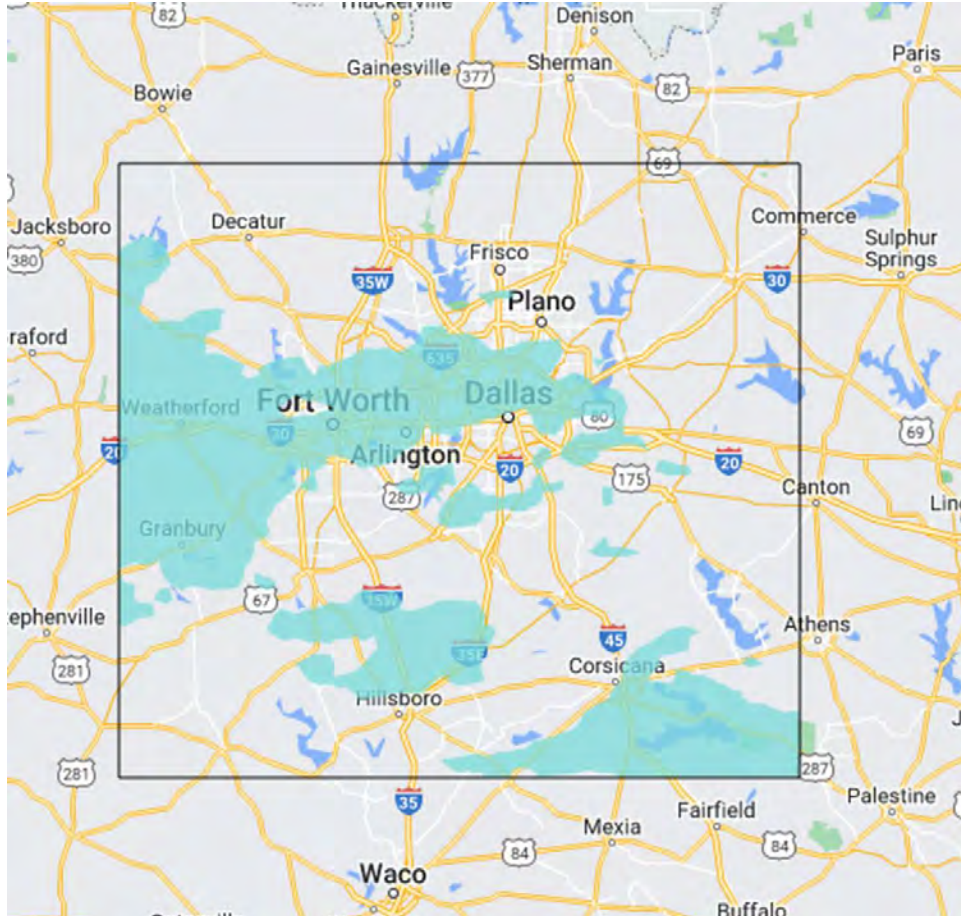 Thackerville
82
Denison
Gainesville
377
Sherman
Paris
82
Bowie
69
Jacksboro
Decatur
Commerce
380
Sulphur
Springs
Frisco
35W
30
Plano
raford
635
Weatherford
Fort Worth
Dallas
80
69
20
30
Arlington
20
20
175
287
Canton
Lin
Granbury
35W
67
tephenville
45
Athens
281
35E
Corsicana
Hillsboro
J
281
287
35
Palestine
Fairfield
Mexia
84
84
Waco
Buffalo